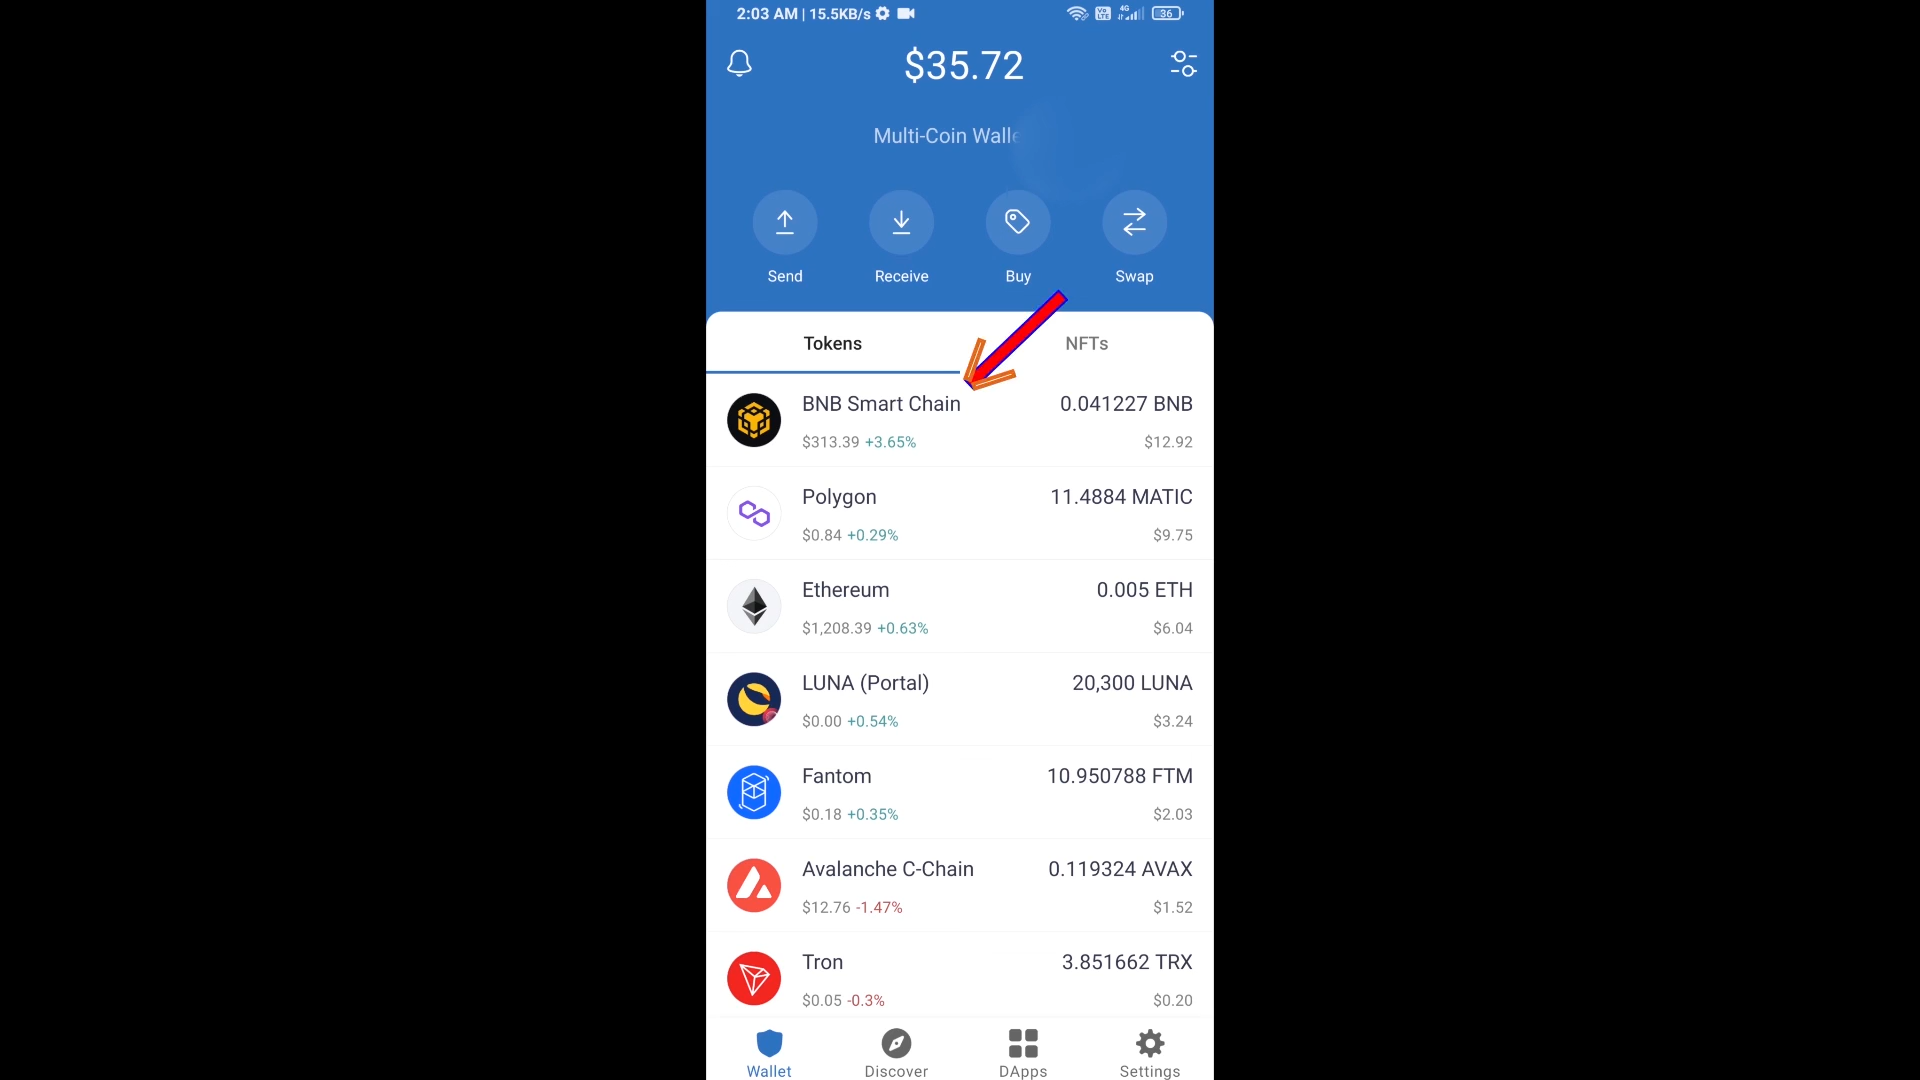 2:03 AM | 15.5KB/s
Vo LTE 4G 36
$35.72
Multi-Coin
Send Receive Buy Swap
Tokens NFTs
BNB Smart Chain 0.041227 BNB
$313.39 +3.65% $12.92
Polygon 11.4884 MATIC
$0.84 +0.29% $9.75
Ethereum 0.005 ETH
$1,208.39 +0.63% $6.04
LUNA (Portal) 20,300 LUNA
$0.00 +0.54% $3.24
Fantom 10.950788 FTM
$0.18 +0.35% $2.03
Avalanche C-Chain 0.119324 AVAX
$12.76 -1.47% $1.52
Tron 3.851662 TRX
$0.05 -0.3% $0.20
Wallet Discover DApps Settings